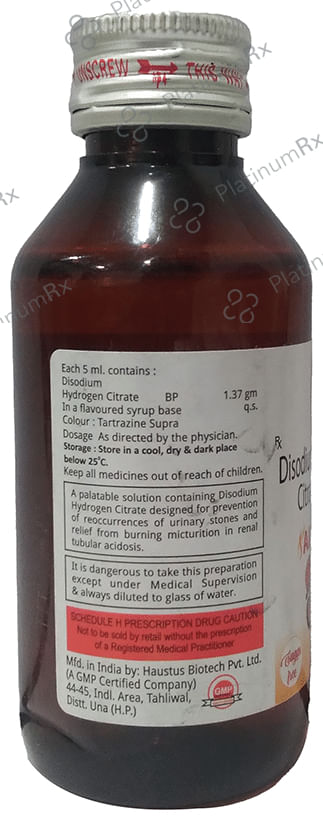 UNSCREW THIS WAY
PlatinumRx
Each 5 ml. contains :
Disodium
Hydrogen Citrate BP 1.37 gm
In a flavoured syrup base q.s.
Colour : Tartrazine Supra
Dosage As directed by the physician.
Storage : Store in a cool, dry & dark place
below 25°C.
Keep all medicines out of reach of children.
A palatable solution containing Disodium
Hydrogen Citrate designed for prevention
of reoccurrences of urinary stones and
relief from burning micturition in renal
tubular acidosis.
It is dangerous to take this preparation
except under Medical Supervision
& always diluted to glass of water.
SCHEDULE H PRESCRIPTION DRUG CAUTION
Not to be sold by retail without the prescription
of a Registered Medical Practitioner
Mfd. in India by: Haustus Biotech Pvt. Ltd.
(A GMP Certified Company)
44-45, Indl. Area, Tahliwal,
Distt. Una (H.P.)
GMP
Rx